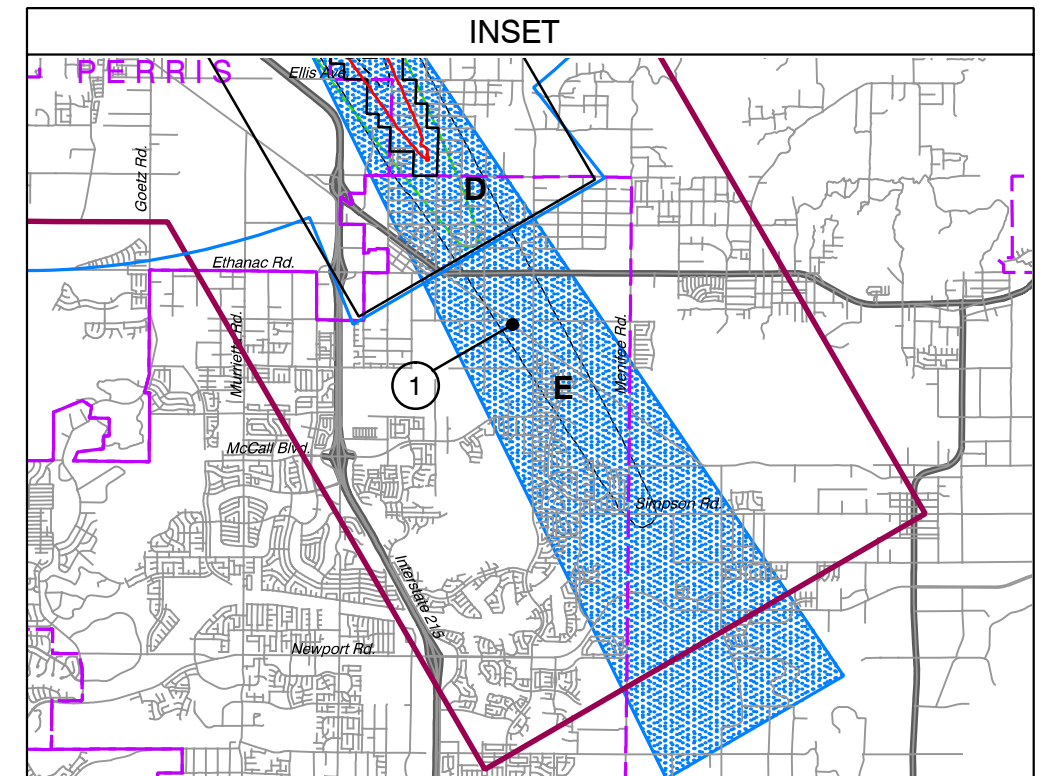 INSET
PERRIS
Ellis Ave.
Goetz Rd.
D
Ethanac Rd.
Murrieta Rd.
Menifee Rd.
1
E
McCall Blvd.
Simpson Rd.
Interstate 215
Newport Rd.